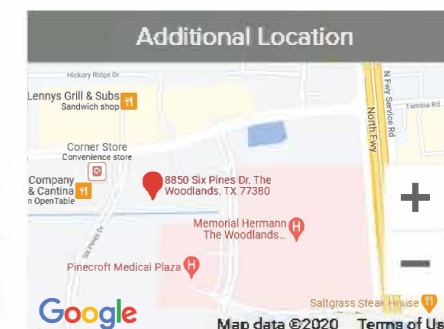 Additional Location
Hickory Ridge Dr
Lennys Grill & Subs
Sandwich shop
N Fwy Service Rd
Tamina Rd
North Fwy
Corner Store
Convenience store
Company
& Cantina
n OpenTable
8850 Six Pines Dr, The
Woodlands, TX 77380
+
Memorial Hermann
The Woodlands...
Six Pines Dr
Pinecroft Medical Plaza
−
Saltgrass Steak House
Google
Map data ©2020 Terms of Us